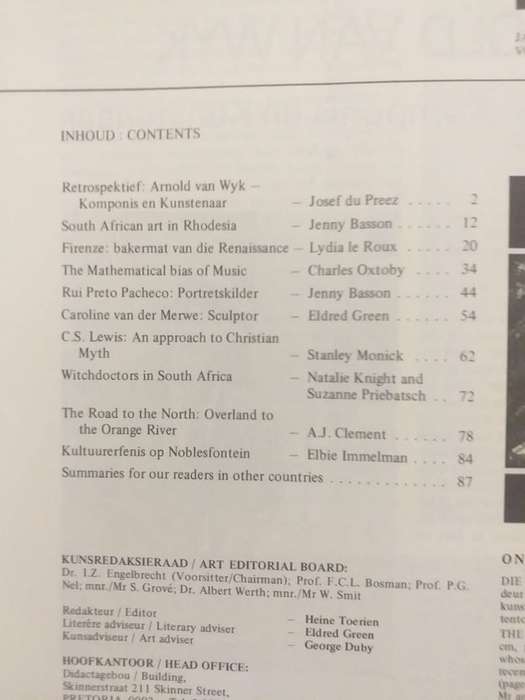 INHOUD : CONTENTS
Retrospektief: Arnold van Wyk –
Komponis en Kunstenaar – Josef du Preez ..... 2
South African art in Rhodesia – Jenny Basson ...... 12
Firenze: bakermat van die Renaissance – Lydia le Roux ..... 20
The Mathematical bias of Music – Charles Oxtoby .... 34
Rui Preto Pacheco: Portretskilder – Jenny Basson ...... 44
Caroline van der Merwe: Sculptor – Eldred Green ...... 54
C.S. Lewis: An approach to Christian
Myth – Stanley Monick .... 62
Witchdoctors in South Africa – Natalie Knight and
Suzanne Priebatsch .. 72
The Road to the North: Overland to
the Orange River – A.J. Clement ...... 78
Kultuurerfenis op Noblesfontein – Elbie Immelman .... 84
Summaries for our readers in other countries ............. 87
KUNSREDAKSIERAAD / ART EDITORIAL BOARD:
Dr. I.Z. Engelbrecht (Voorsitter/Chairman); Prof. F.C.L. Bosman; Prof. P.G.
Nel; mnr./Mr S. Grové; Dr. Albert Werth; mnr./Mr W. Smit
Redakteur / Editor – Heine Toerien
Literêre adviseur / Literary adviser – Eldred Green
Kunsadviseur / Art adviser – George Duby
HOOFKANTOOR / HEAD OFFICE:
Didactagebou / Building,
Skinnerstraat 211 Skinner Street,
PRETORIA
ON
DIE
kuns
THE
cm,
(page